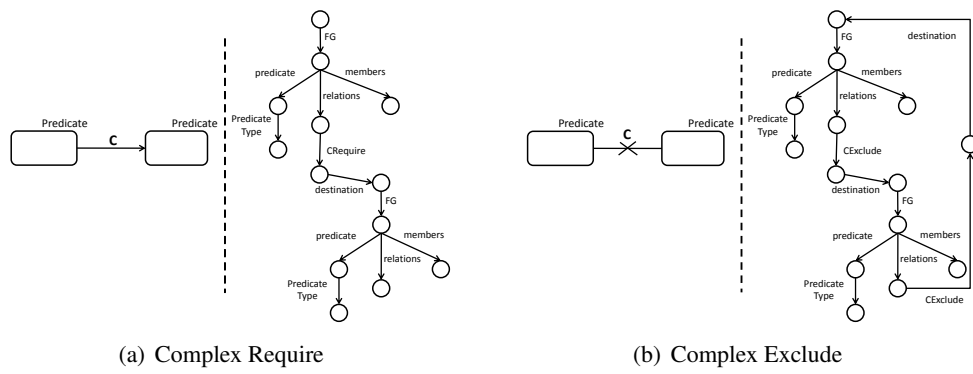 FG
destination
FG
predicate
members
predicate
members
relations
relations
Predicate
Predicate
Predicate
Type
Predicate
Predicate
Predicate
Type
C
C
CRequire
CExclude
destination
destination
FG
FG
predicate
members
predicate
members
relations
relations
Predicate
Type
Predicate
Type
CExclude
(a) Complex Require
(b) Complex Exclude